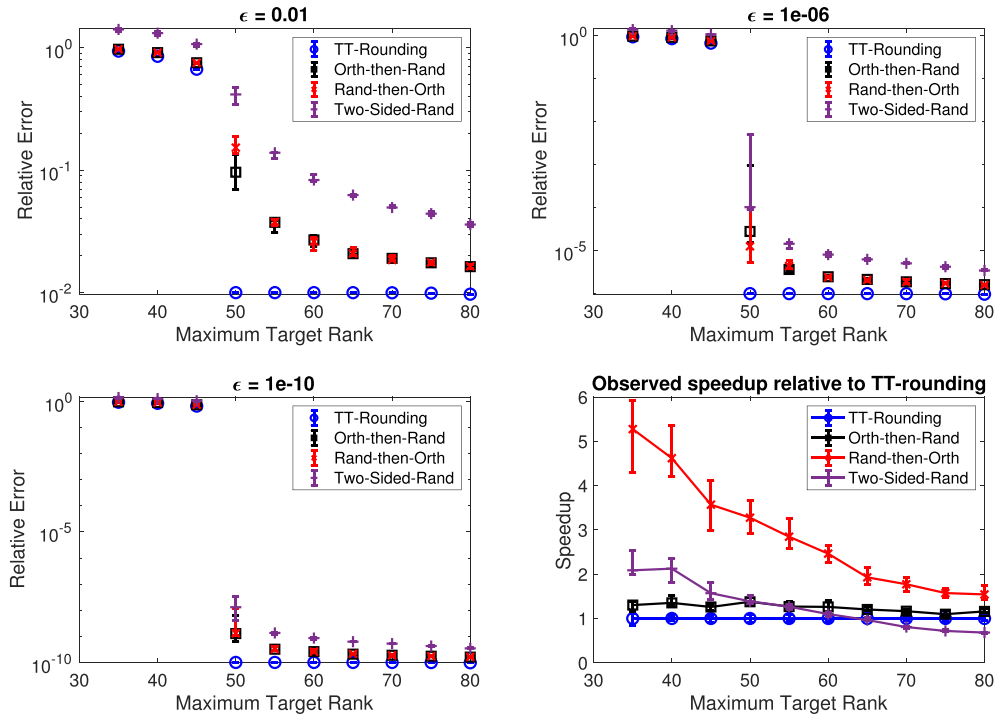 ϵ = 0.01
10^0
10^-1
10^-2
Relative Error
30 40 50 60 70 80
Maximum Target Rank
TT-Rounding
Orth-then-Rand
Rand-then-Orth
Two-Sided-Rand
ϵ = 1e-06
10^0
10^-5
Relative Error
30 40 50 60 70 80
Maximum Target Rank
TT-Rounding
Orth-then-Rand
Rand-then-Orth
Two-Sided-Rand
ϵ = 1e-10
10^0
10^-5
10^-10
Relative Error
30 40 50 60 70 80
Maximum Target Rank
TT-Rounding
Orth-then-Rand
Rand-then-Orth
Two-Sided-Rand
Observed speedup relative to TT-rounding
6
5
4
3
2
1
0
Speedup
30 40 50 60 70 80
Maximum Target Rank
TT-Rounding
Orth-then-Rand
Rand-then-Orth
Two-Sided-Rand